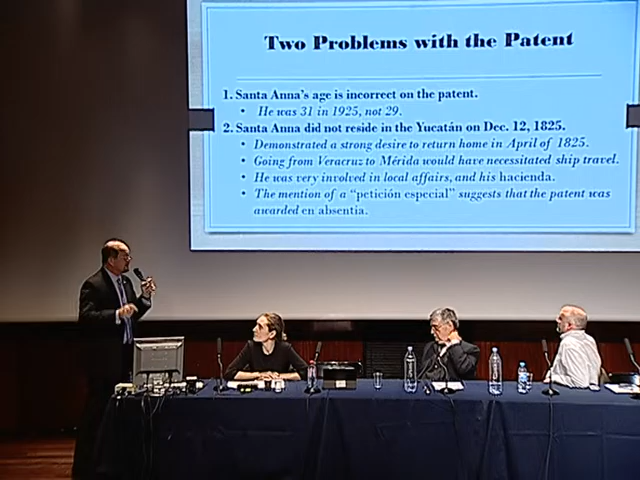 Two Problems with the Patent
1. Santa Anna's age is incorrect on the patent.
• He was 31 in 1925, not 29.
2. Santa Anna did not reside in the Yucatán on Dec. 12, 1825.
• Demonstrated a strong desire to return home in April of 1825.
• Going from Veracruz to Mérida would have necessitated ship travel.
• He was very involved in local affairs, and his hacienda.
• The mention of a "petición especial" suggests that the patent was
awarded en absentia.